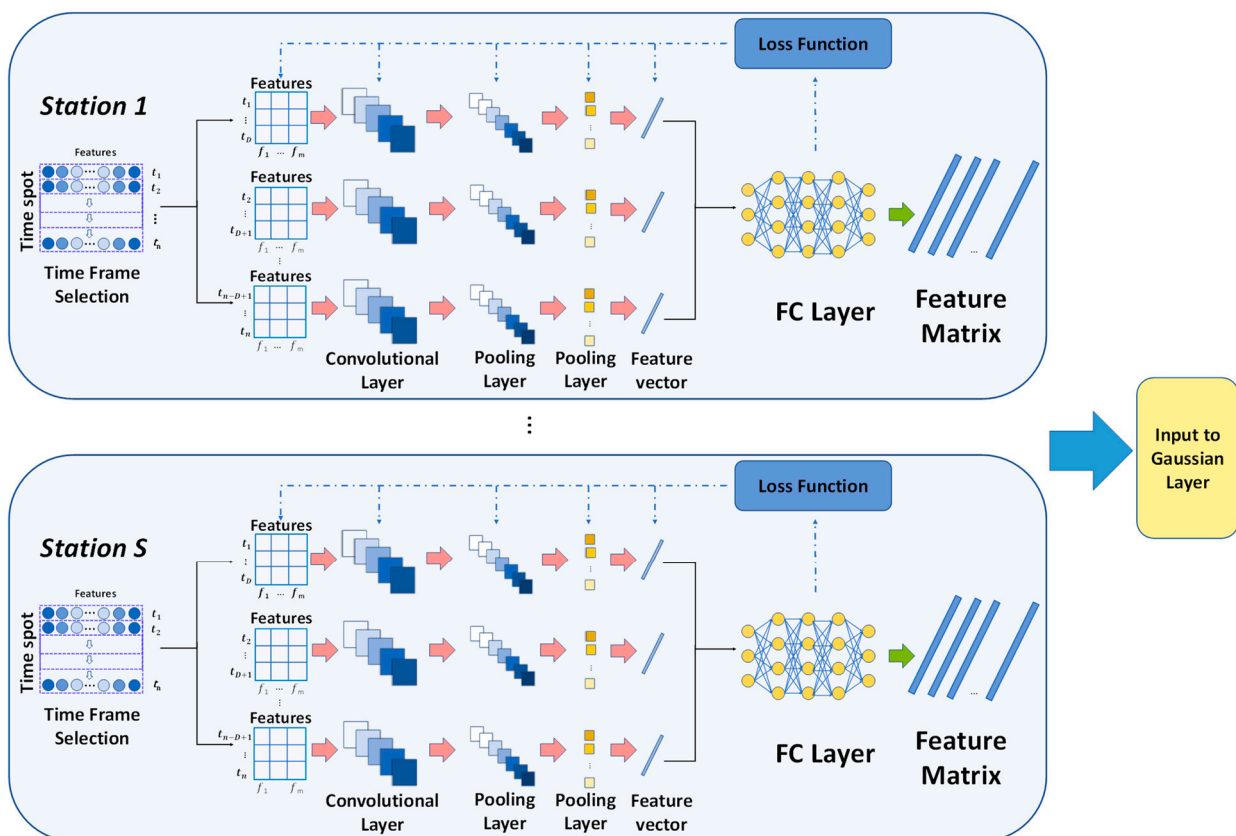 Loss Function
Station 1
Features
t1
⋮
tD
f1 ... fm
Features
t1
t2
⋮
tn
Time spot
Time Frame
Selection
Features
t2
⋮
tD+1
f1 ... fm
⋮
Features
tn−D+1
⋮
tn
f1 ... fm
Convolutional
Layer
Pooling
Layer
Pooling
Layer
Feature
vector
FC Layer
...
Feature
Matrix
⋮
Input to
Gaussian
Layer
Loss Function
Station S
Features
t1
⋮
tD
f1 ... fm
Features
t1
t2
⋮
tn
Time spot
Time Frame
Selection
Features
t2
⋮
tD+1
f1 ... fm
⋮
Features
tn−D+1
⋮
tn
f1 ... fm
Convolutional
Layer
Pooling
Layer
Pooling
Layer
Feature
vector
FC Layer
...
Feature
Matrix